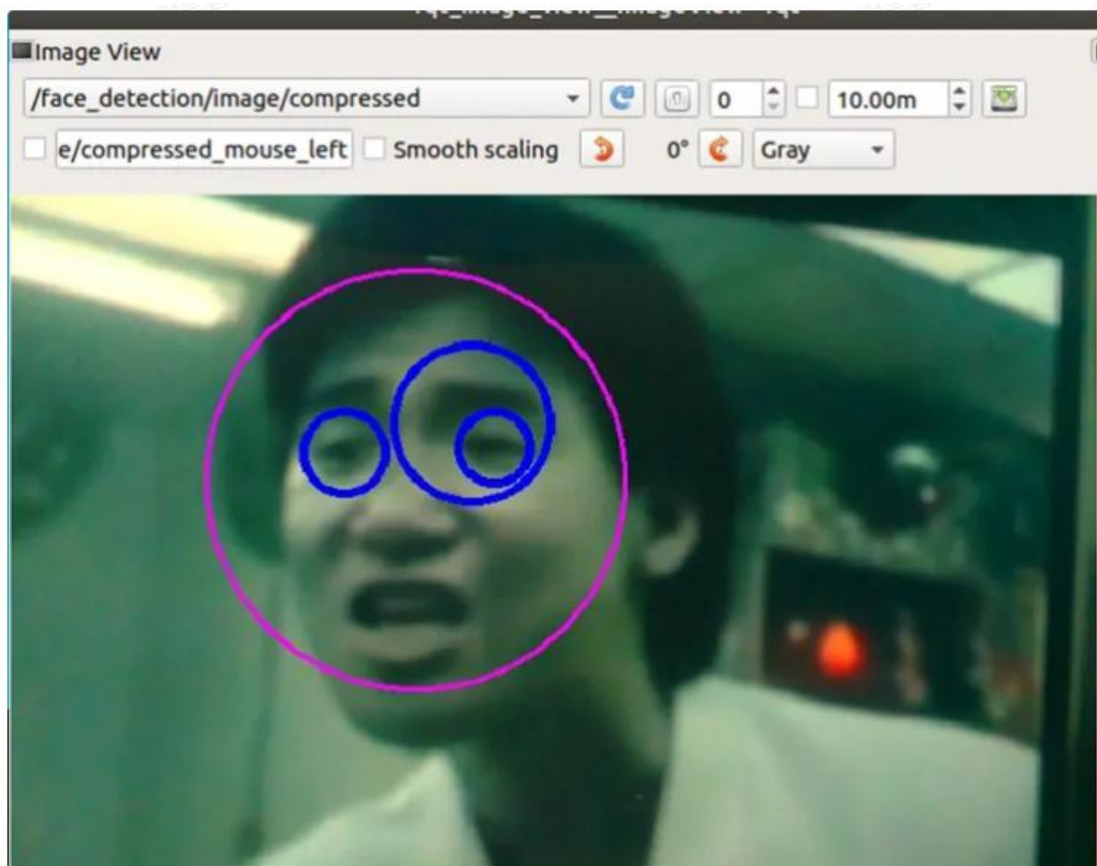 Image View
/face_detection/image/compressed 0 10.00m
e/compressed_mouse_left Smooth scaling 0° Gray